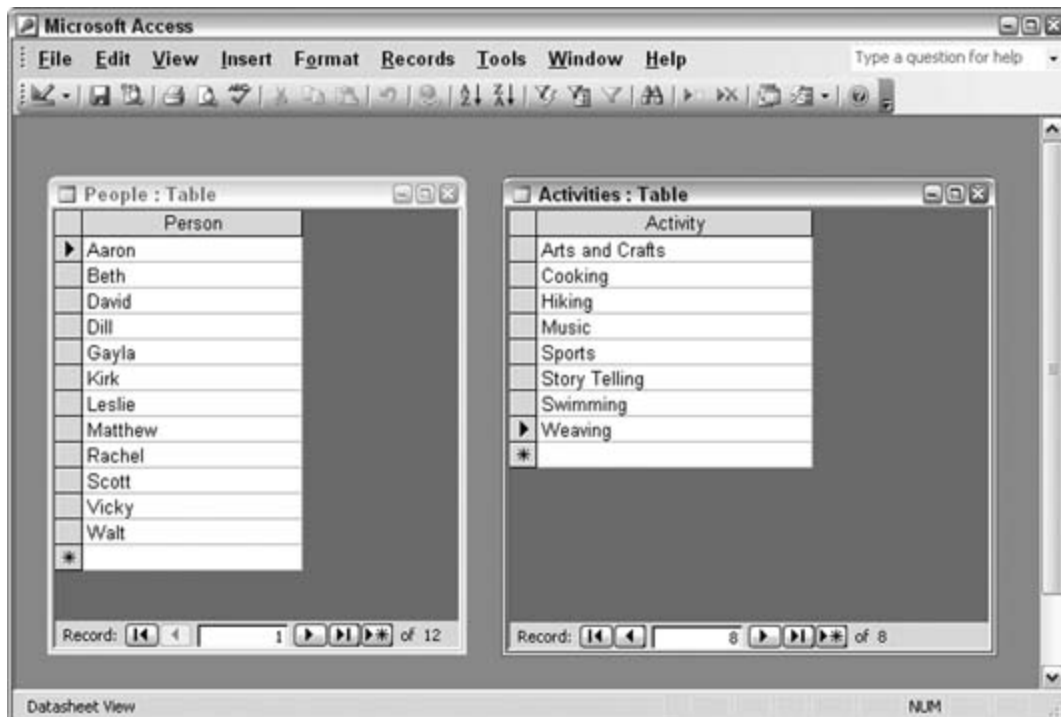 Microsoft Access
File Edit View Insert Format Records Tools Window Help Type a question for help
People : Table
Person
Aaron
Beth
David
Dill
Gayla
Kirk
Leslie
Matthew
Rachel
Scott
Vicky
Walt
Record: 1 of 12
Activities : Table
Activity
Arts and Crafts
Cooking
Hiking
Music
Sports
Story Telling
Swimming
Weaving
Record: 8 of 8
Datasheet View NUM